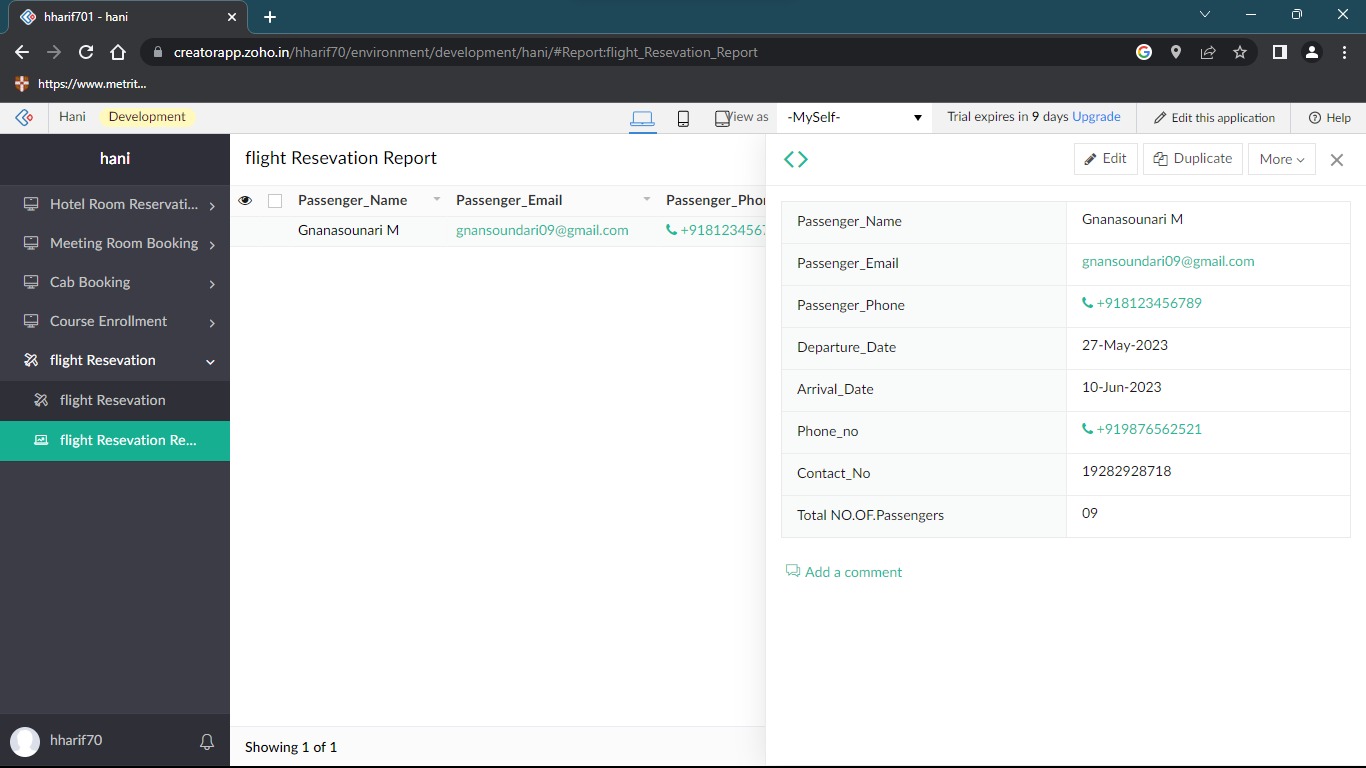 hharif701 - hani
creatorapp.zoho.in/hharif70/environment/development/hani/#Report:flight_Resevation_Report
https://www.metrit...
Hani
Development
View as
-MySelf-
Trial expires in 9 days Upgrade
Edit this application
Help
hani
Hotel Room Reservati...
Meeting Room Booking
Cab Booking
Course Enrollment
flight Resevation
flight Resevation
flight Resevation Re...
hharif70
flight Resevation Report
Passenger_Name Passenger_Email Passenger_Phon
Gnanasounari M gnansoundari09@gmail.com +9181234567
Showing 1 of 1
Edit Duplicate More
Passenger_Name Gnanasounari M
Passenger_Email gnansoundari09@gmail.com
Passenger_Phone +918123456789
Departure_Date 27-May-2023
Arrival_Date 10-Jun-2023
Phone_no +919876562521
Contact_No 19282928718
Total NO.OF.Passengers 09
Add a comment